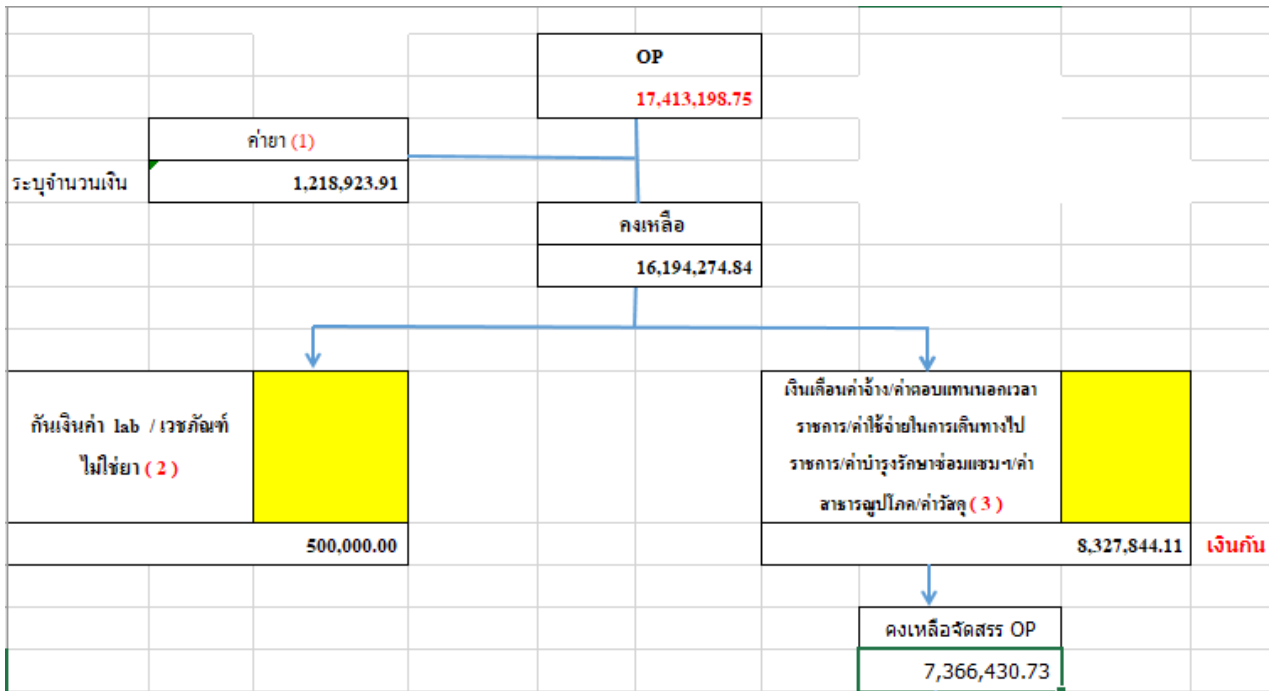 OP
17,413,198.75
ค่ายา (1)
ระบุจำนวนเงิน
1,218,923.91
คงเหลือ
16,194,274.84
กันเงินค่า lab / เวชภัณฑ์
ไม่ใช่ยา ( 2 )
เงินเดือนค่าจ้าง/ค่าตอบแทนนอกเวลา
ราชการ/ค่าใช้จ่ายในการเดินทางไป
ราชการ/ค่าบำรุงรักษาซ่อมแซมฯ/ค่า
สาธารณูปโภค/ค่าวัสดุ ( 3 )
500,000.00
8,327,844.11
เงินกัน
คงเหลือจัดสรร OP
7,366,430.73